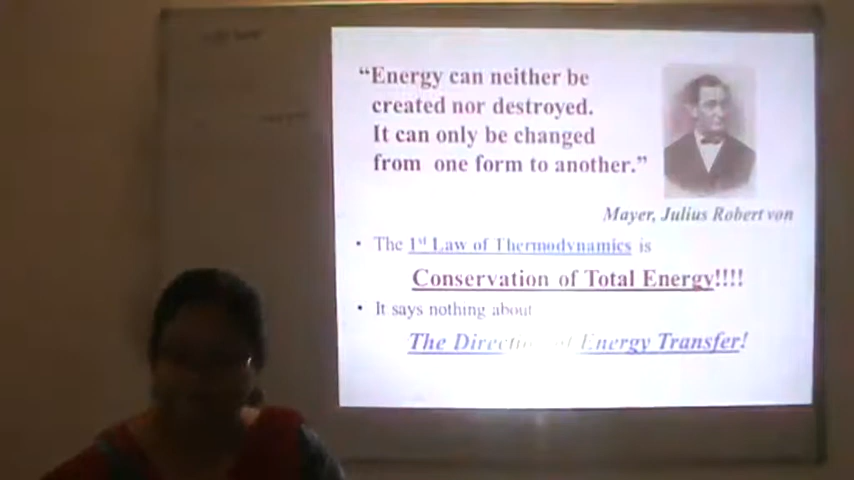 “Energy can neither be
created nor destroyed.
It can only be changed
from one form to another.”
Mayer, Julius Robert von
• The 1st Law of Thermodynamics is
Conservation of Total Energy!!!!
• It says nothing about
The Direction of Energy Transfer!